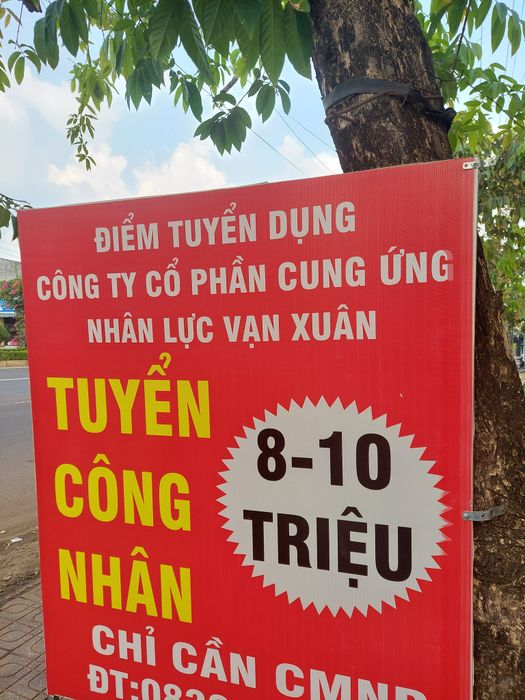 ĐIỂM TUYỂN DỤNG
CÔNG TY CỔ PHẦN CUNG ỨNG
NHÂN LỰC VẠN XUÂN
TUYỂN
CÔNG
NHÂN
8-10
TRIỆU
CHỈ CẦN CMND